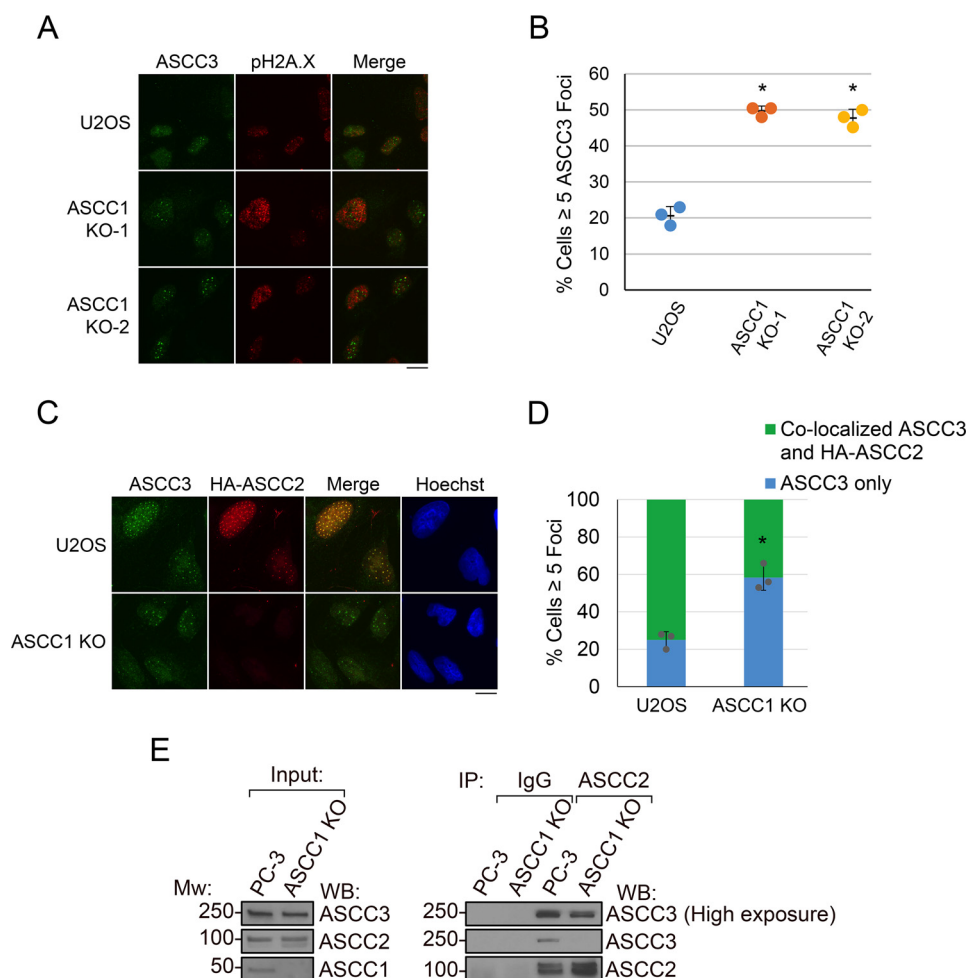 A
ASCC3 pH2A.X Merge
U2OS
ASCC1
KO-1
ASCC1
KO-2
B
% Cells ≥ 5 ASCC3 Foci
60
50
40
30
20
10
0
* *
U2OS
ASCC1
KO-1
ASCC1
KO-2
C
ASCC3 HA-ASCC2 Merge Hoechst
U2OS
ASCC1 KO
D
Co-localized ASCC3
and HA-ASCC2
ASCC3 only
% Cells ≥ 5 Foci
100
80
60
40
20
0
*
U2OS ASCC1 KO
E
Input:
PC-3 ASCC1 KO
Mw: WB:
250 ASCC3
100 ASCC2
50 ASCC1
IP: IgG ASCC2
PC-3 ASCC1 KO PC-3 ASCC1 KO
WB:
250 ASCC3 (High exposure)
250 ASCC3
100 ASCC2